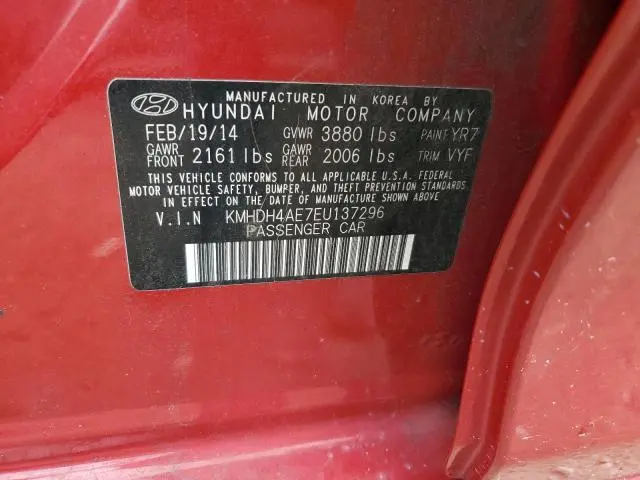 MANUFACTURED IN KOREA BY
HYUNDAI MOTOR COMPANY
FEB/19/14 GVWR 3880 lbs PAINT YR7
GAWR FRONT 2161 lbs GAWR REAR 2006 lbs TRIM VYF
THIS VEHICLE CONFORMS TO ALL APPLICABLE U.S.A. FEDERAL
MOTOR VEHICLE SAFETY, BUMPER, AND THEFT PREVENTION STANDARDS
IN EFFECT ON THE DATE OF MANUFACTURE SHOWN ABOVE.
V.I.N KMHDH4AE7EU137296
PASSENGER CAR